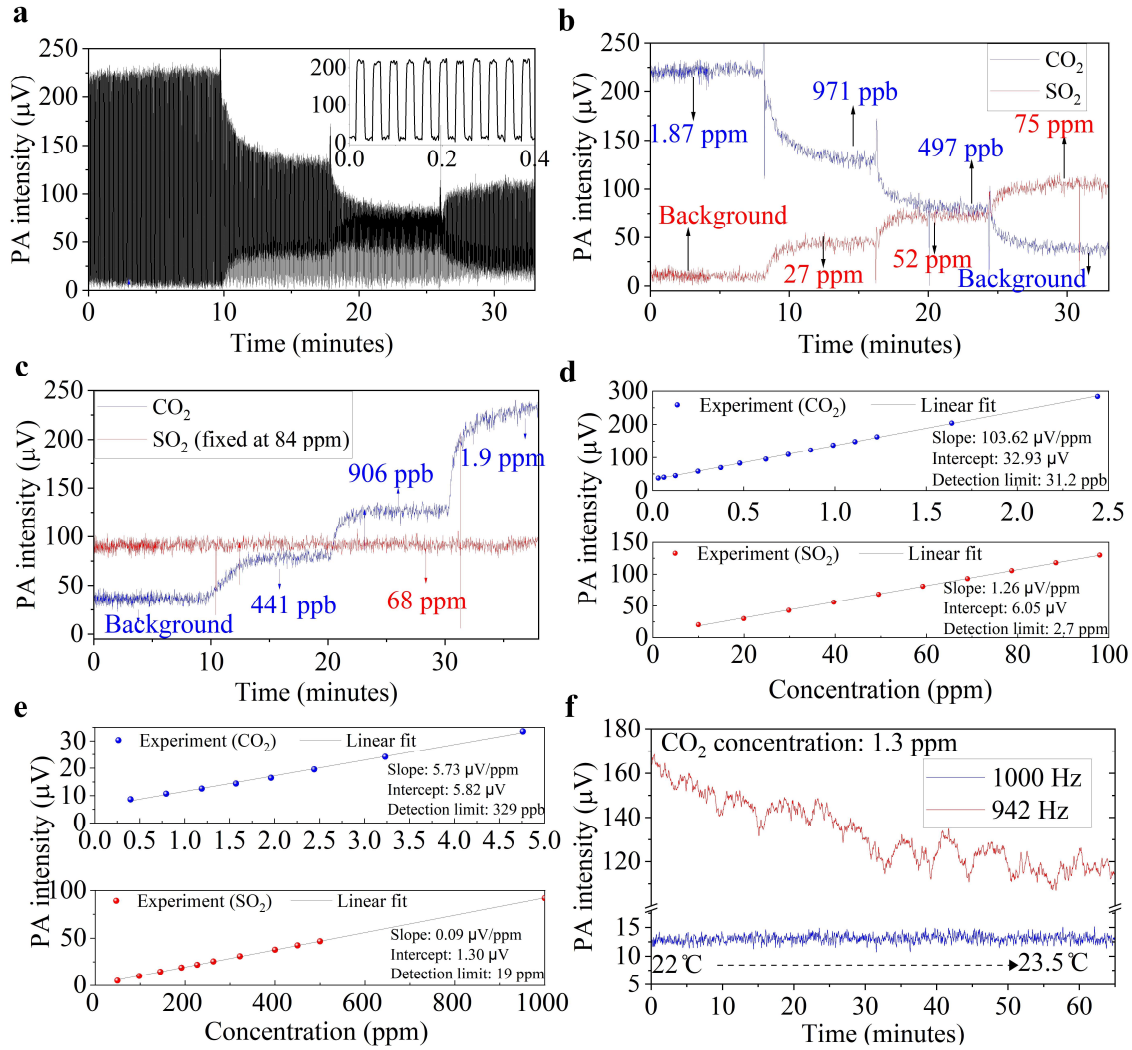 a
250
200
150
100
50
0
PA intensity (μV)
0 10 20 30
Time (minutes)
200
100
0
0.0 0.2 0.4
b
250
200
150
100
50
0
PA intensity (μV)
CO₂
SO₂
1.87 ppm
971 ppb
497 ppb
75 ppm
Background
27 ppm
52 ppm
Background
0 10 20 30
Time (minutes)
c
250
200
150
100
50
0
PA intensity (μV)
CO₂
SO₂ (fixed at 84 ppm)
906 ppb
1.9 ppm
441 ppb
68 ppm
Background
0 10 20 30
Time (minutes)
d
300
200
100
0
PA intensity (μV)
Experiment (CO₂) Linear fit
Slope: 103.62 μV/ppm
Intercept: 32.93 μV
Detection limit: 31.2 ppb
0.0 0.5 1.0 1.5 2.0 2.5
150
100
50
0
Experiment (SO₂) Linear fit
Slope: 1.26 μV/ppm
Intercept: 6.05 μV
Detection limit: 2.7 ppm
0 20 40 60 80 100
Concentration (ppm)
e
30
20
10
0
PA intensity (μV)
Experiment (CO₂) Linear fit
Slope: 5.73 μV/ppm
Intercept: 5.82 μV
Detection limit: 329 ppb
0.0 0.5 1.0 1.5 2.0 2.5 3.0 3.5 4.0 4.5 5.0
100
50
0
Experiment (SO₂) Linear fit
Slope: 0.09 μV/ppm
Intercept: 1.30 μV
Detection limit: 19 ppm
0 200 400 600 800 1000
Concentration (ppm)
f
180
160
140
120
15
10
5
PA intensity (μV)
CO₂ concentration: 1.3 ppm
1000 Hz
942 Hz
22℃ 23.5℃
0 10 20 30 40 50 60
Time (minutes)